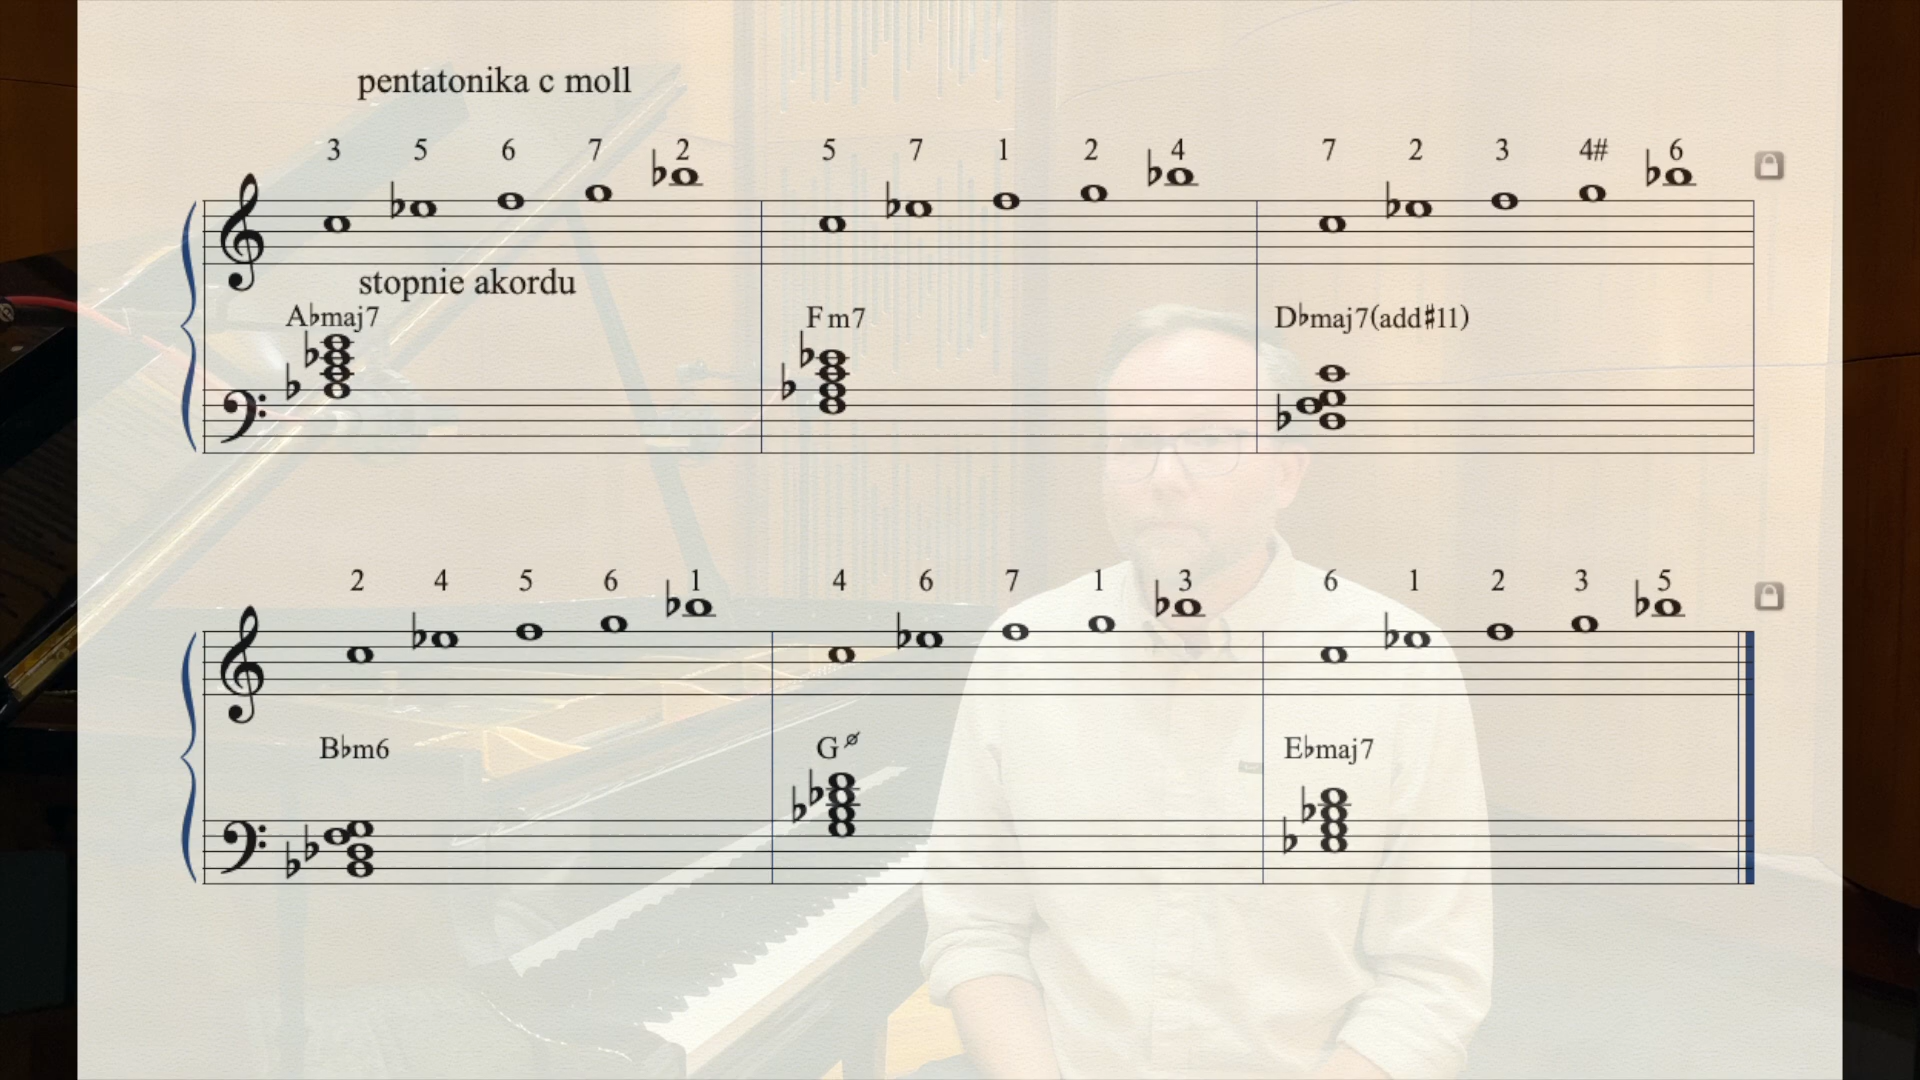 pentatonika c moll
3 5 6 7 2 5 7 1 2 4 7 2 3 4# 6
stopnie akordu
A♭maj7 Fm7 D♭maj7(add♯11)
2 4 5 6 1 4 6 7 1 3 6 1 2 3 5
B♭m6 Gø E♭maj7